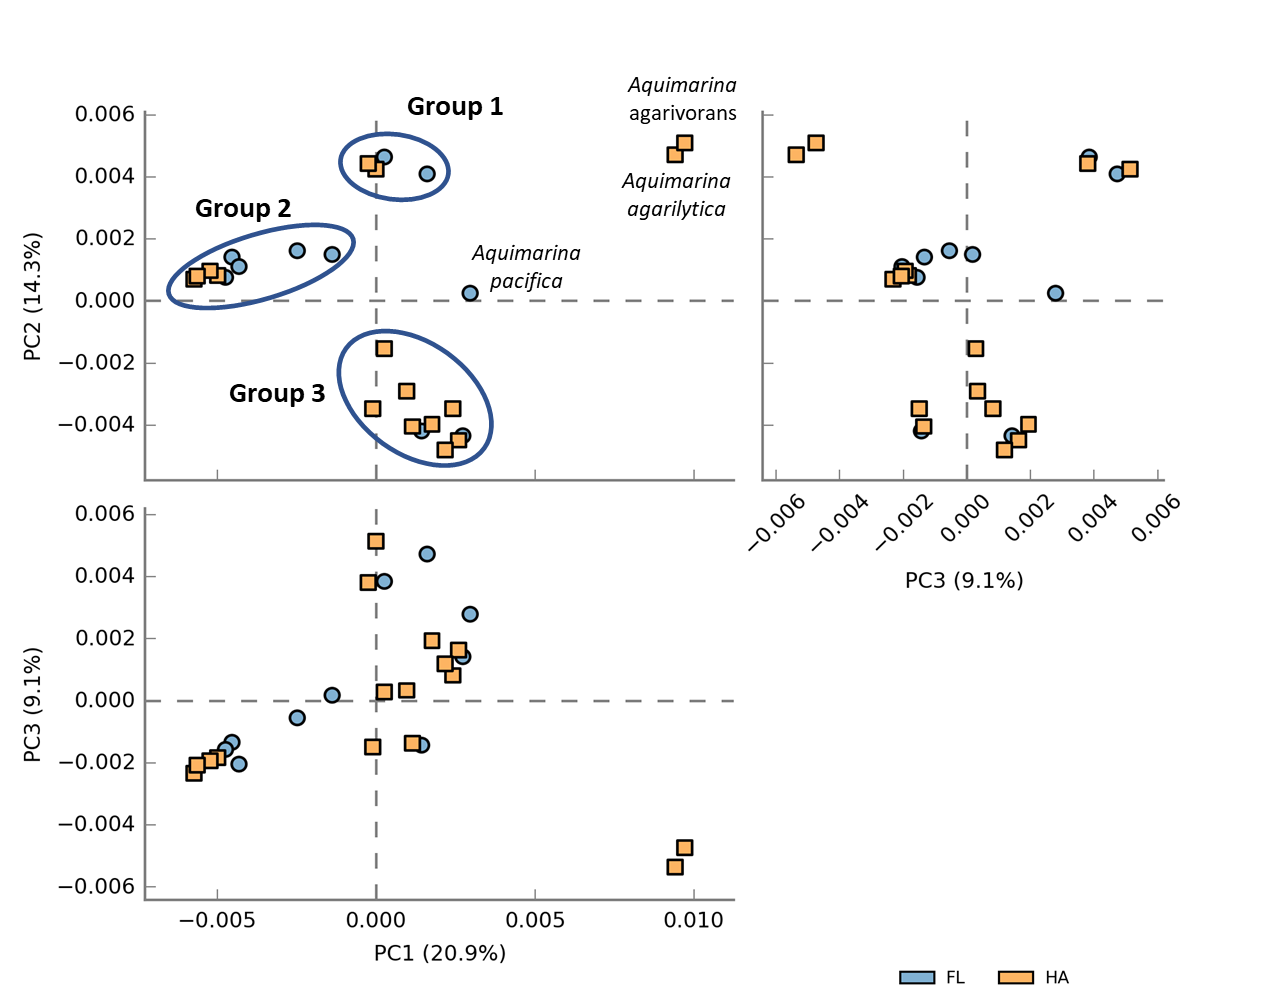 Aquimarina
agarivorans
Group 1
0.006
0.004
Aquimarina
agarilytica
Group 2
0.002
Aquimarina
pacifica
0.000
PC2 (14.3%)
−0.002
Group 3
−0.004
−0.006
−0.004
−0.002
0.000
0.002
0.004
0.006
PC3 (9.1%)
0.006
0.004
0.002
0.000
PC3 (9.1%)
−0.002
−0.004
−0.006
−0.005
0.000
0.005
0.010
PC1 (20.9%)
FL
HA